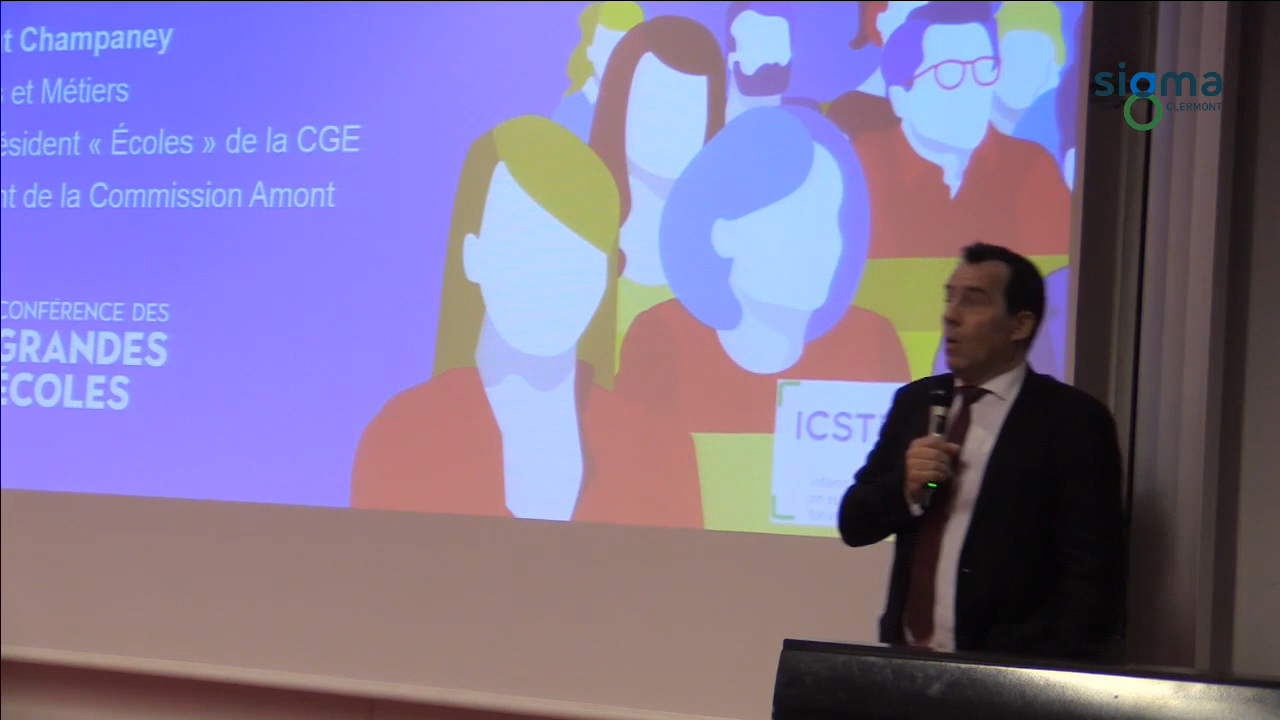 t Champaney
et Métiers
ésident « Écoles » de la CGE
nt de la Commission Amont
CONFÉRENCE DES
GRANDES
ÉCOLES
ICST
sigma
CLERMONT